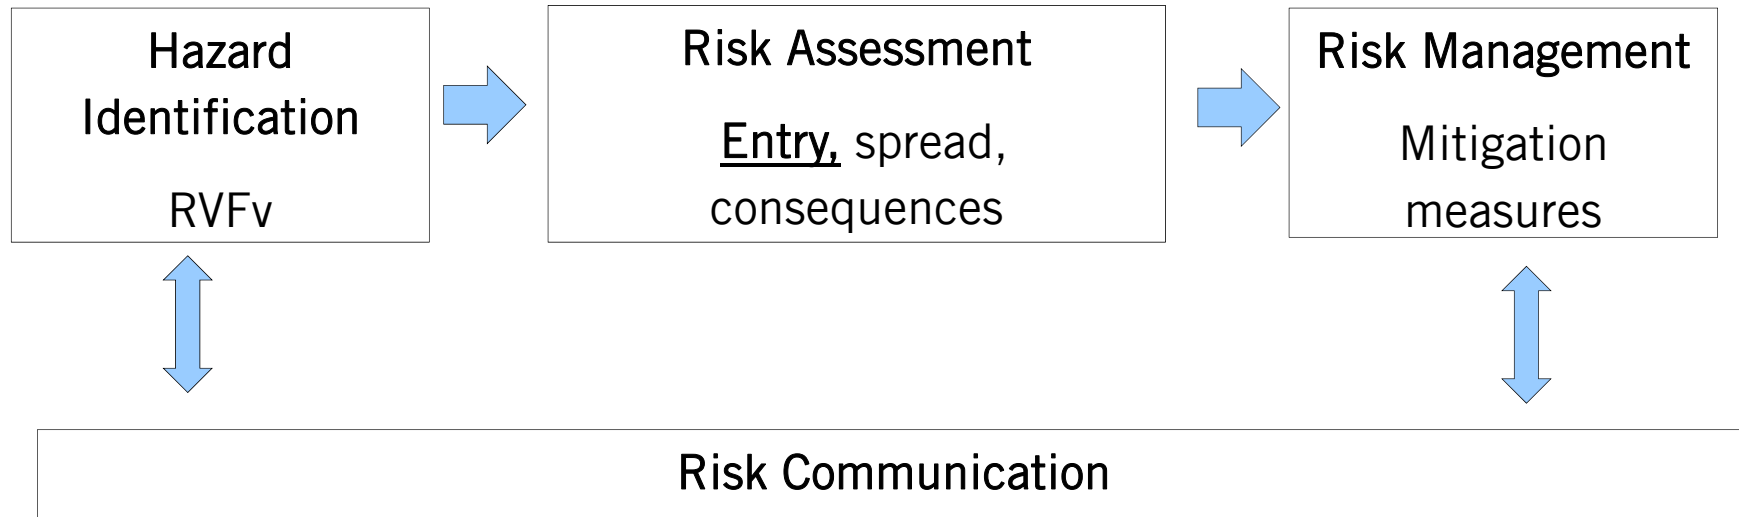 Hazard
Identification
RVFv
Risk Assessment
Entry, spread,
consequences
Risk Management
Mitigation
measures
Risk Communication